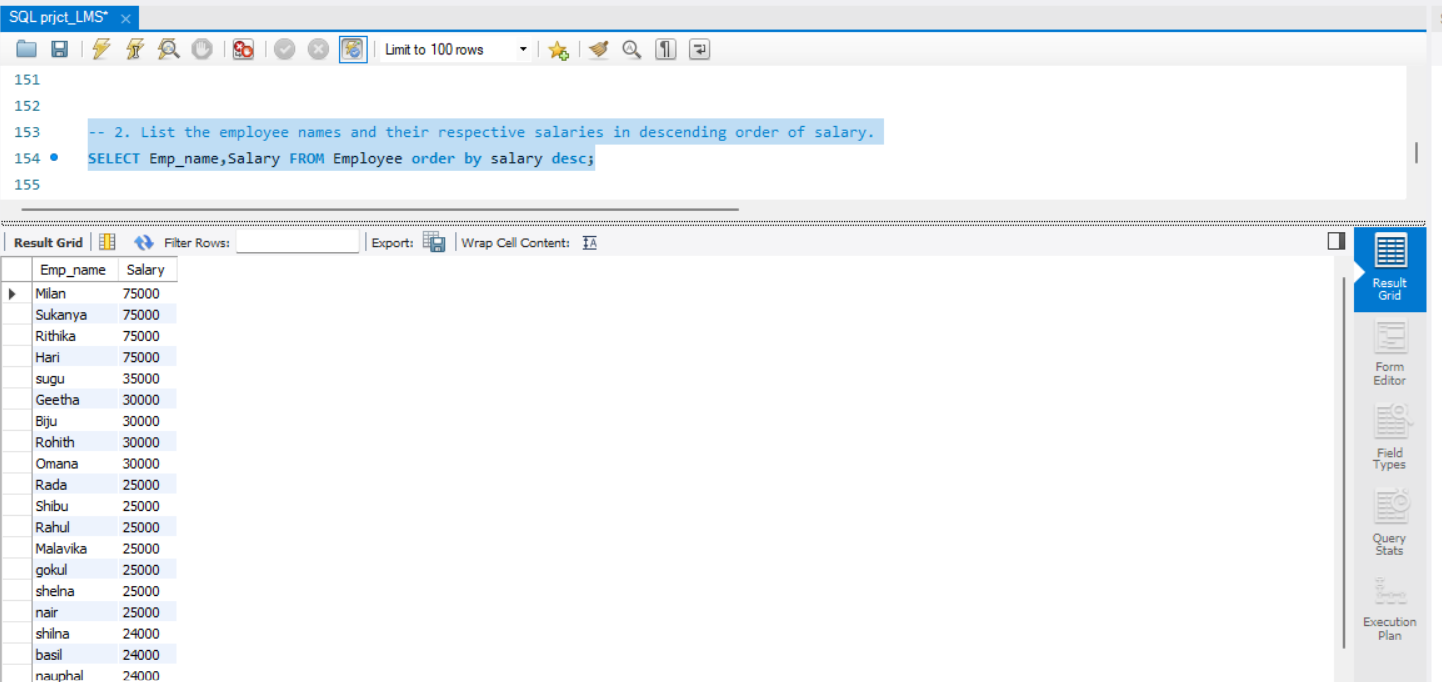 SQL prjct_LMS*
Limit to 100 rows
151
152
153 -- 2. List the employee names and their respective salaries in descending order of salary.
154 SELECT Emp_name,Salary FROM Employee order by salary desc;
155
Result Grid Filter Rows: Export: Wrap Cell Content:
Emp_name Salary
Milan 75000
Sukanya 75000
Rithika 75000
Hari 75000
sugu 35000
Geetha 30000
Biju 30000
Rohith 30000
Omana 30000
Rada 25000
Shibu 25000
Rahul 25000
Malavika 25000
gokul 25000
shelna 25000
nair 25000
shilna 24000
basil 24000
nauphal 24000
Result
Grid
Form
Editor
Field
Types
Query
Stats
Execution
Plan